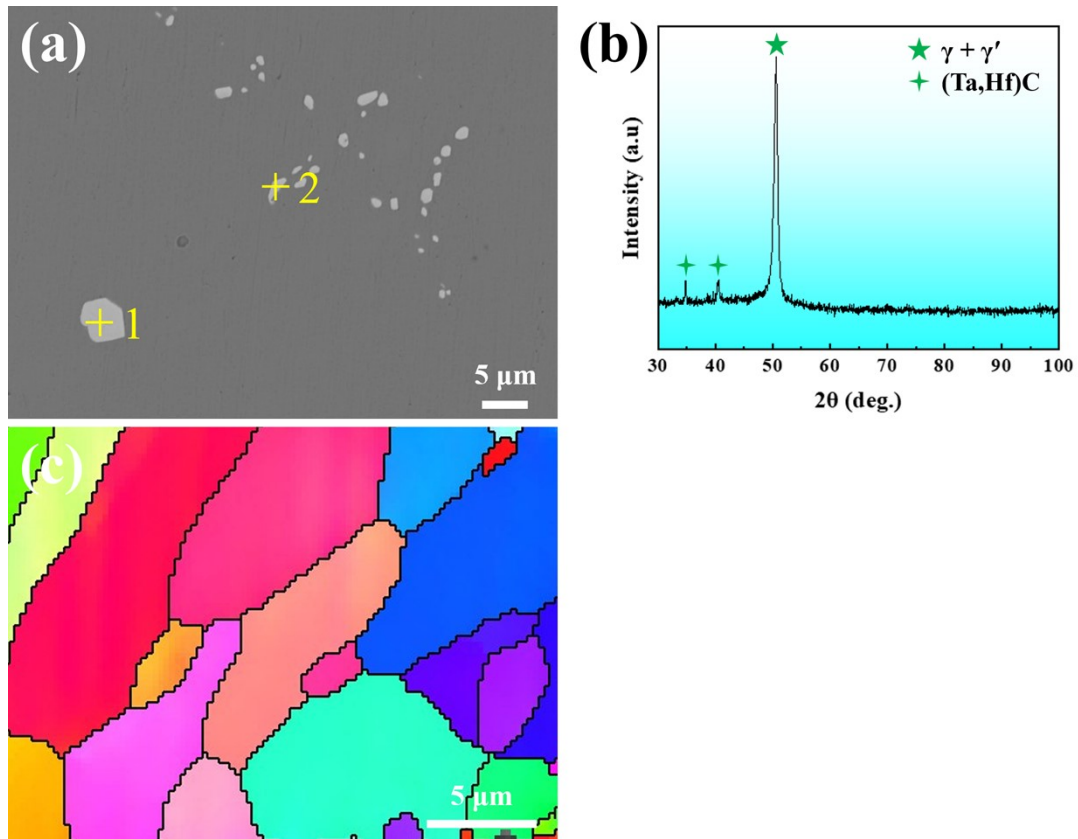 (a)
2
1
5 μm
(b)
γ + γ′
(Ta,Hf)C
Intensity (a.u)
30 40 50 60 70 80 90 100
2θ (deg.)
(c)
5 μm